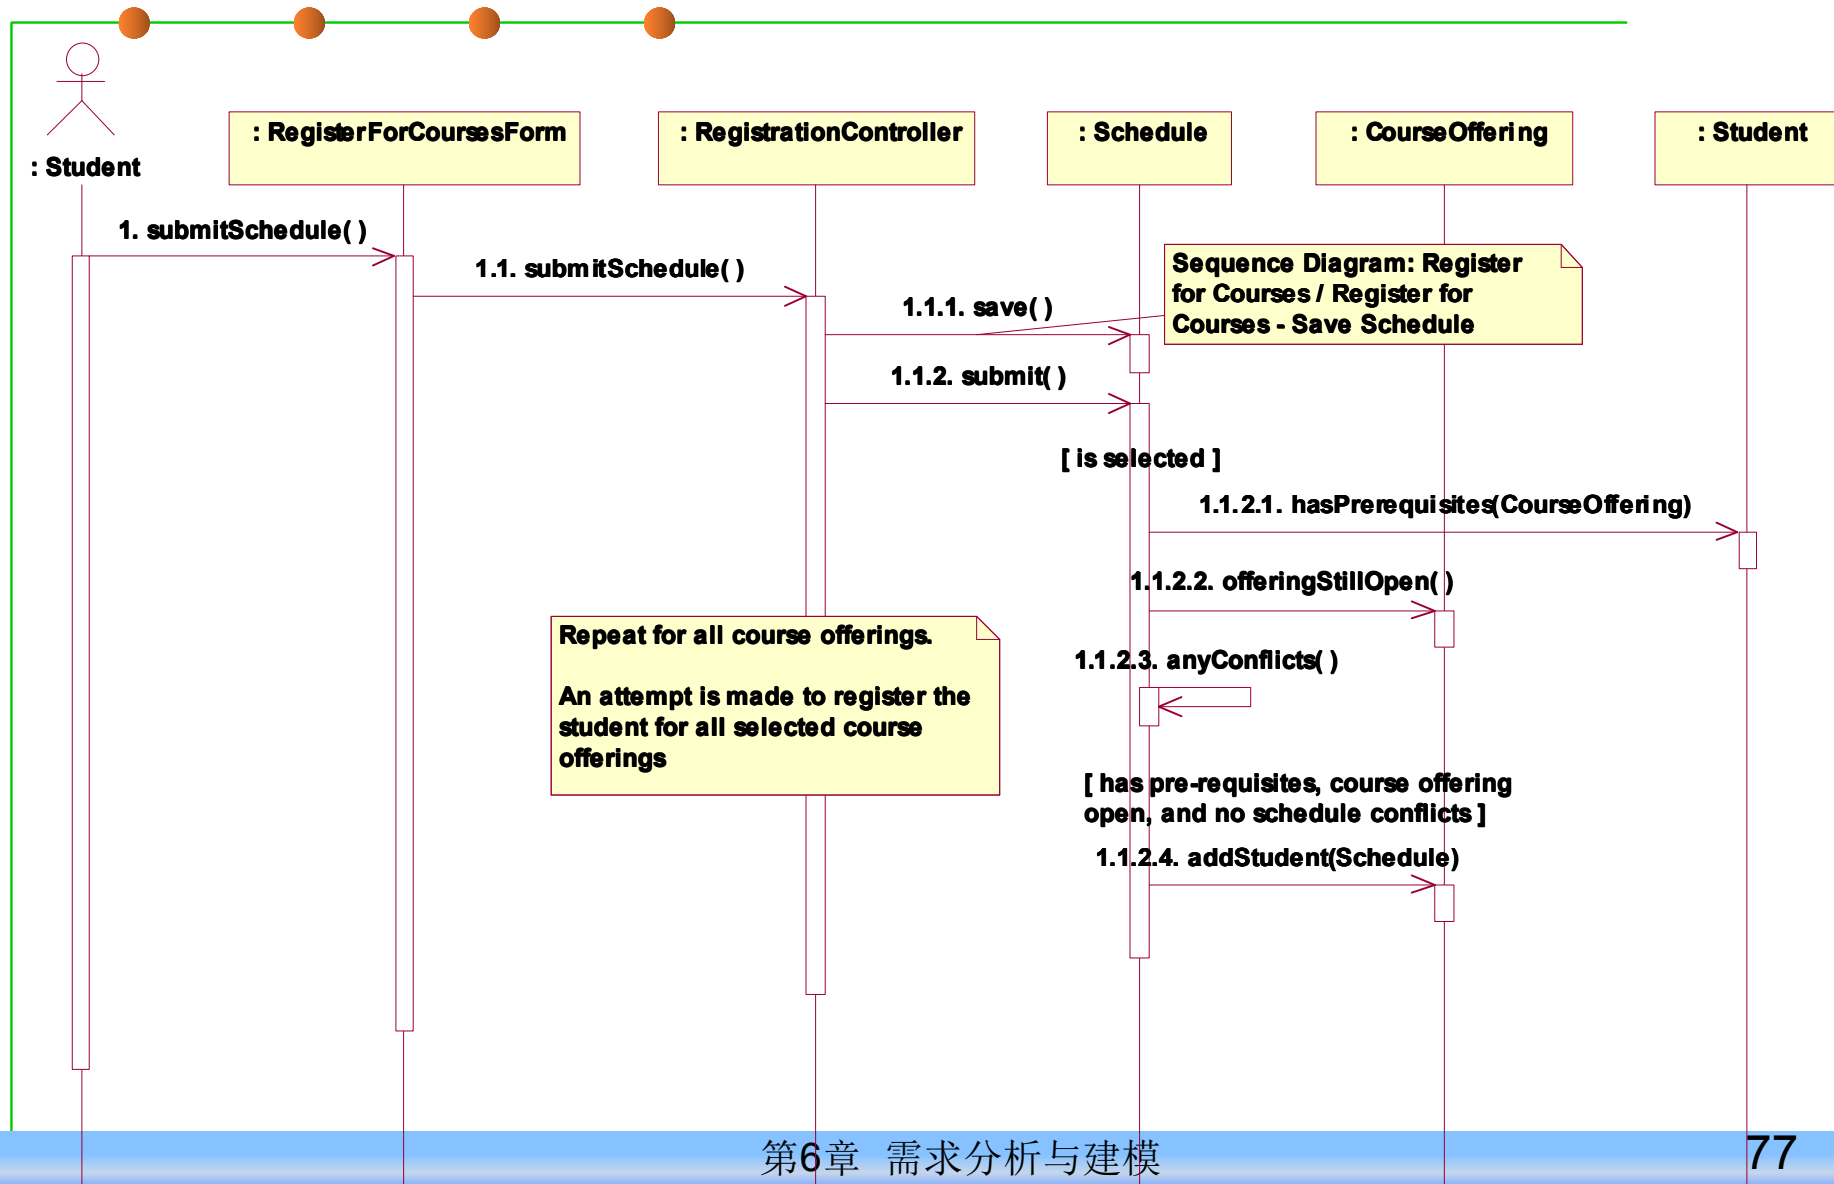 : Student
: RegisterForCoursesForm
: RegistrationController
: Schedule
: CourseOffering
: Student
1. submitSchedule( )
1.1. submitSchedule( )
1.1.1. save( )
Sequence Diagram: Register
for Courses / Register for
Courses - Save Schedule
1.1.2. submit( )
[ is selected ]
1.1.2.1. hasPrerequisites(CourseOffering)
1.1.2.2. offeringStillOpen( )
Repeat for all course offerings.
An attempt is made to register the
student for all selected course
offerings
1.1.2.3. anyConflicts( )
[ has pre-requisites, course offering
open, and no schedule conflicts ]
1.1.2.4. addStudent(Schedule)
第6章 需求分析与建模
77